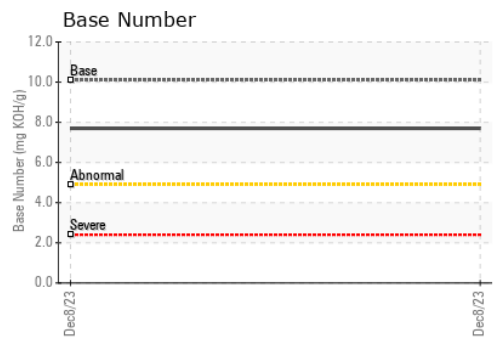 Base Number
12.0
10.0
8.0
6.0
4.0
2.0
0.0
Base Number (mg KOH/g)
Base
Abnormal
Severe
Dec8/23
Dec8/23